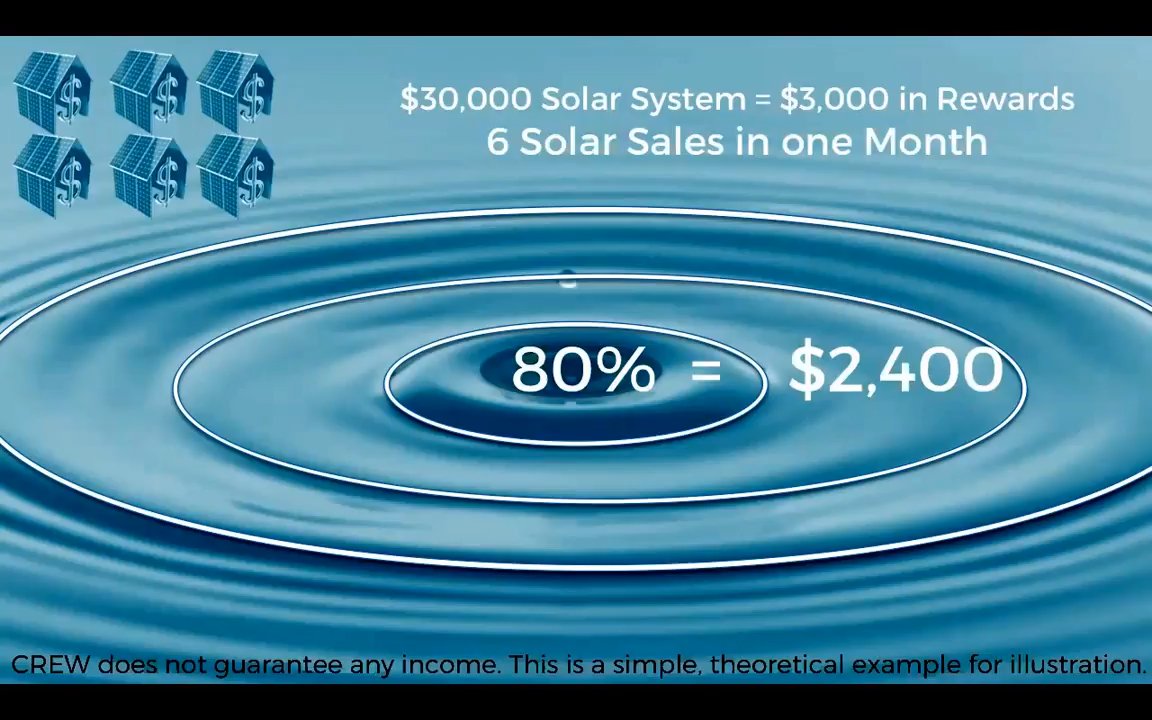 $30,000 Solar System = $3,000 in Rewards
6 Solar Sales in one Month
80% = $2,400
CREW does not guarantee any income. This is a simple, theoretical example for illustration.